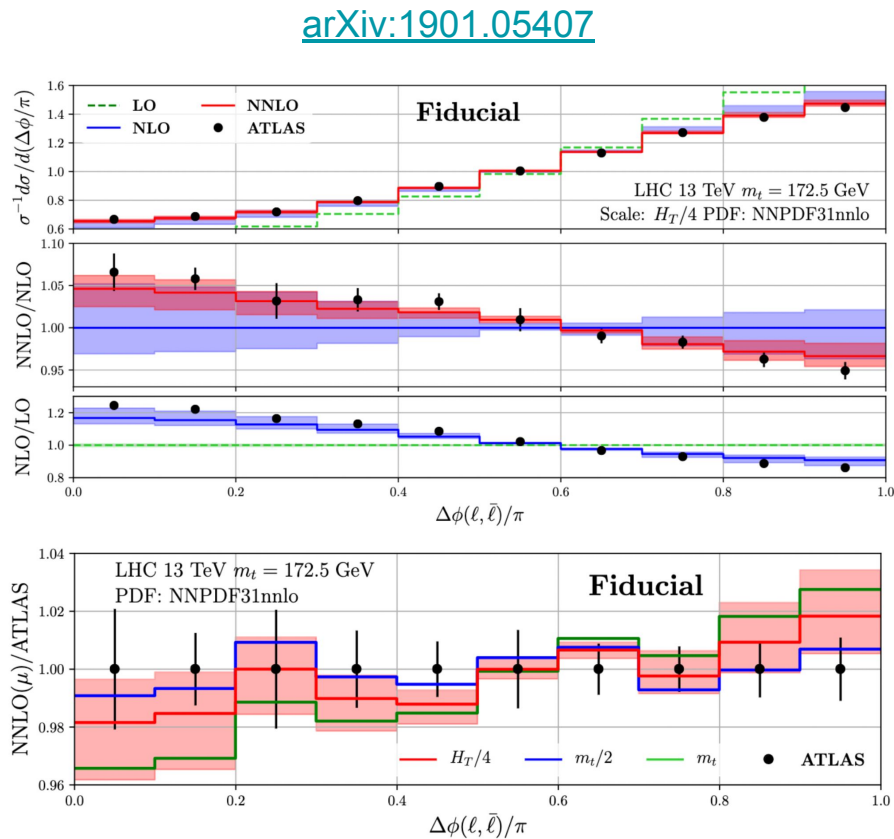 arXiv:1901.05407
1.6
1.4
1.2
1.0
0.8
0.6
σ⁻¹dσ/d(Δϕ/π)
LO
NLO
NNLO
ATLAS
Fiducial
LHC 13 TeV m_t = 172.5 GeV
Scale: H_T/4 PDF: NNPDF31nnlo
1.10
1.05
1.00
0.95
NNLO/NLO
1.2
1.0
0.8
NLO/LO
0.0 0.2 0.4 0.6 0.8 1.0
Δϕ(ℓ, ℓ̄)/π
1.04
1.02
1.00
0.98
0.96
NNLO(μ)/ATLAS
LHC 13 TeV m_t = 172.5 GeV
PDF: NNPDF31nnlo
Fiducial
H_T/4 m_t/2 m_t ATLAS
0.0 0.2 0.4 0.6 0.8 1.0
Δϕ(ℓ, ℓ̄)/π